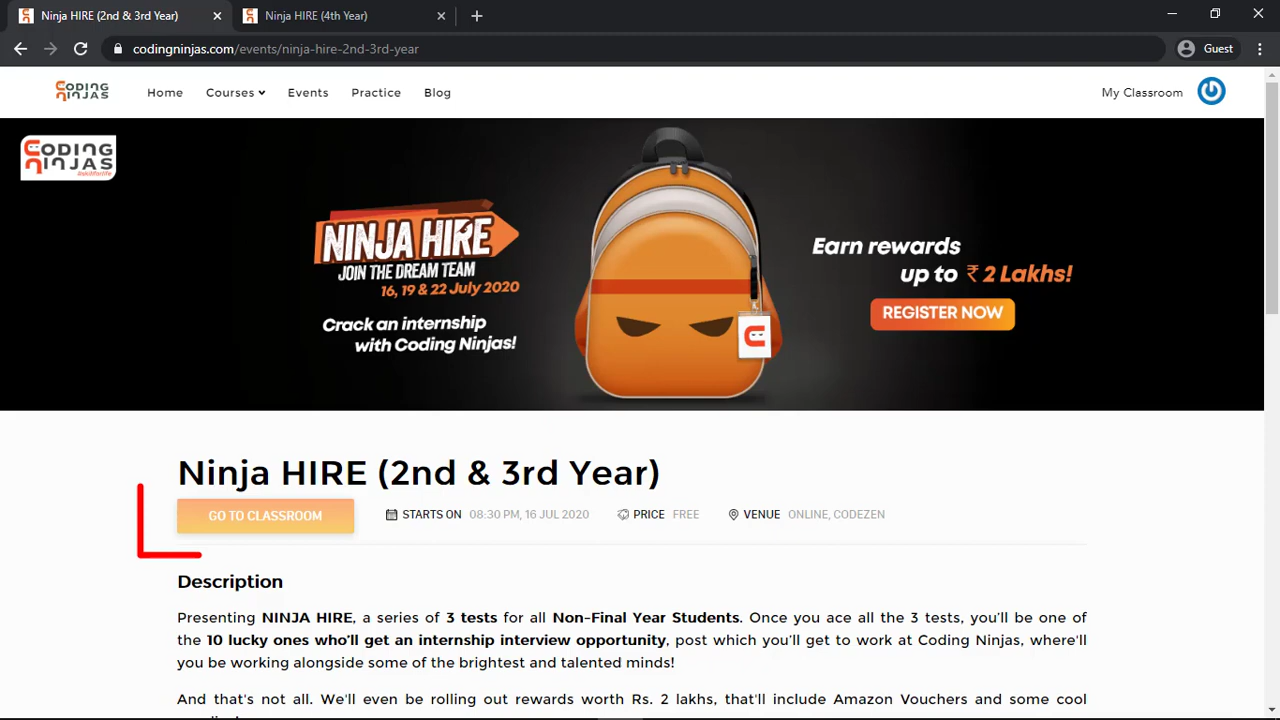 Ninja HIRE (2nd & 3rd Year)
Ninja HIRE (4th Year)
codingninjas.com/events/ninja-hire-2nd-3rd-year
Guest
CODING
NINJAS
Home
Courses
Events
Practice
Blog
My Classroom
CODING
NINJAS
NINJA HIRE
JOIN THE DREAM TEAM
16, 19 & 22 July 2020
Crack an internship
with Coding Ninjas!
Earn rewards
up to ₹ 2 Lakhs!
REGISTER NOW
Ninja HIRE (2nd & 3rd Year)
GO TO CLASSROOM
STARTS ON 08:30 PM, 16 JUL 2020
PRICE FREE
VENUE ONLINE, CODEZEN
Description
Presenting NINJA HIRE, a series of 3 tests for all Non-Final Year Students. Once you ace all the 3 tests, you'll be one of
the 10 lucky ones who'll get an internship interview opportunity, post which you'll get to work at Coding Ninjas, where'll
you be working alongside some of the brightest and talented minds!
And that's not all. We'll even be rolling out rewards worth Rs. 2 lakhs, that'll include Amazon Vouchers and some cool